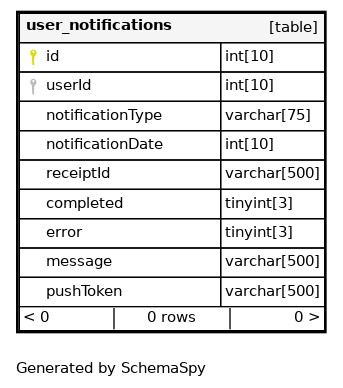 user_notifications [table]
id int[10]
userId int[10]
notificationType varchar[75]
notificationDate int[10]
receiptId varchar[500]
completed tinyint[3]
error tinyint[3]
message varchar[500]
pushToken varchar[500]
< 0 0 rows 0 >
Generated by SchemaSpy